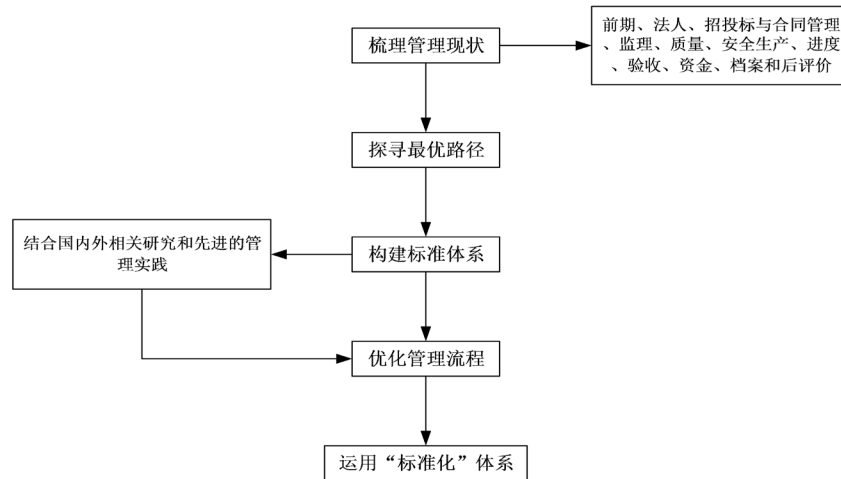 梳理管理现状
前期、法人、招投标与合同管理
、监理、质量、安全生产、进度
、验收、资金、档案和后评价
探寻最优路径
构建标准体系
结合国内外相关研究和先进的管
理实践
优化管理流程
运用“标准化”体系